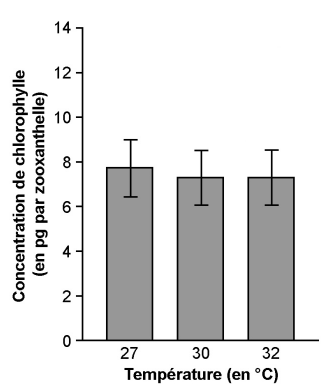 Concentration de chlorophylle
(en pg par zooxanthelle)
14
12
10
8
6
4
2
0
27 30 32
Température (en °C)